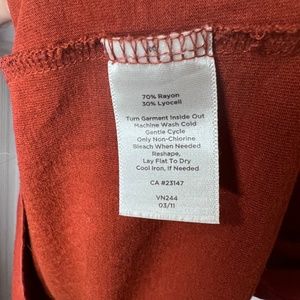 70% Rayon
30% Lyocell
Turn Garment Inside Out
Machine Wash Cold
Gentle Cycle
Only Non-Chlorine
Bleach When Needed
Reshape,
Lay Flat To Dry
Cool Iron, If Needed
CA #23147
VN244
03/11